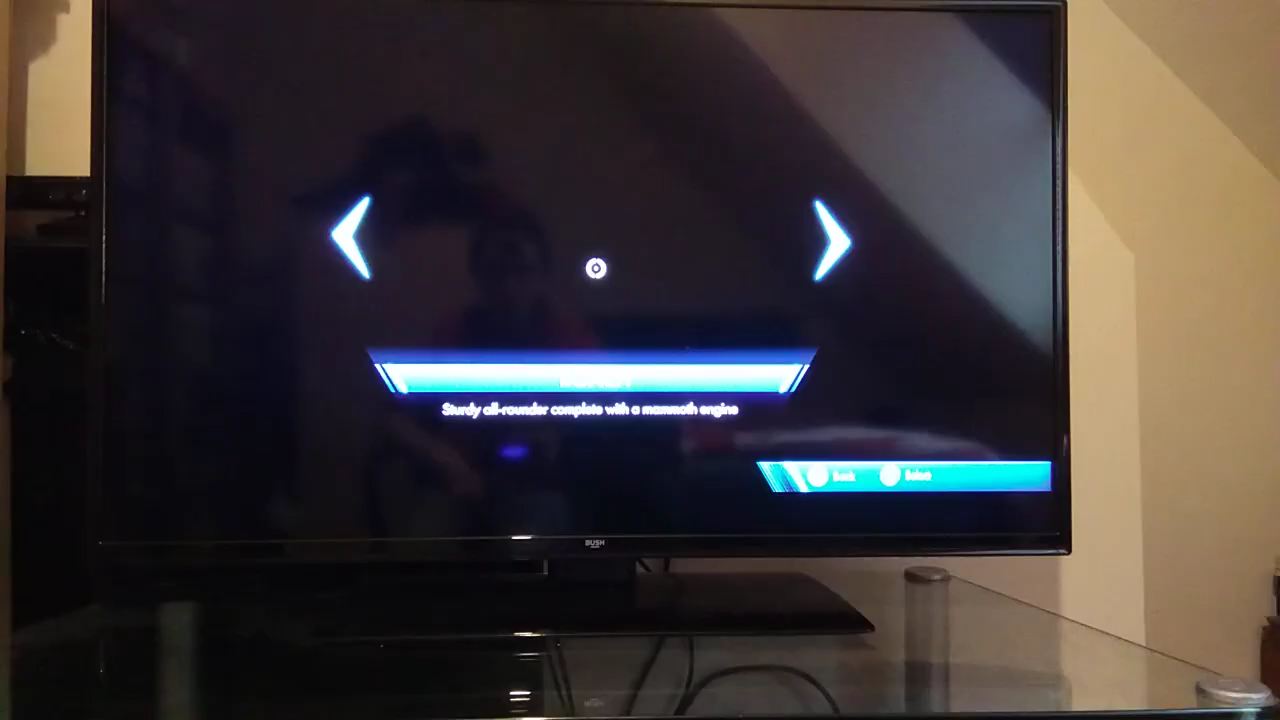 Sturdy all-rounder complete with a mammoth engine
Back Select
BUSH